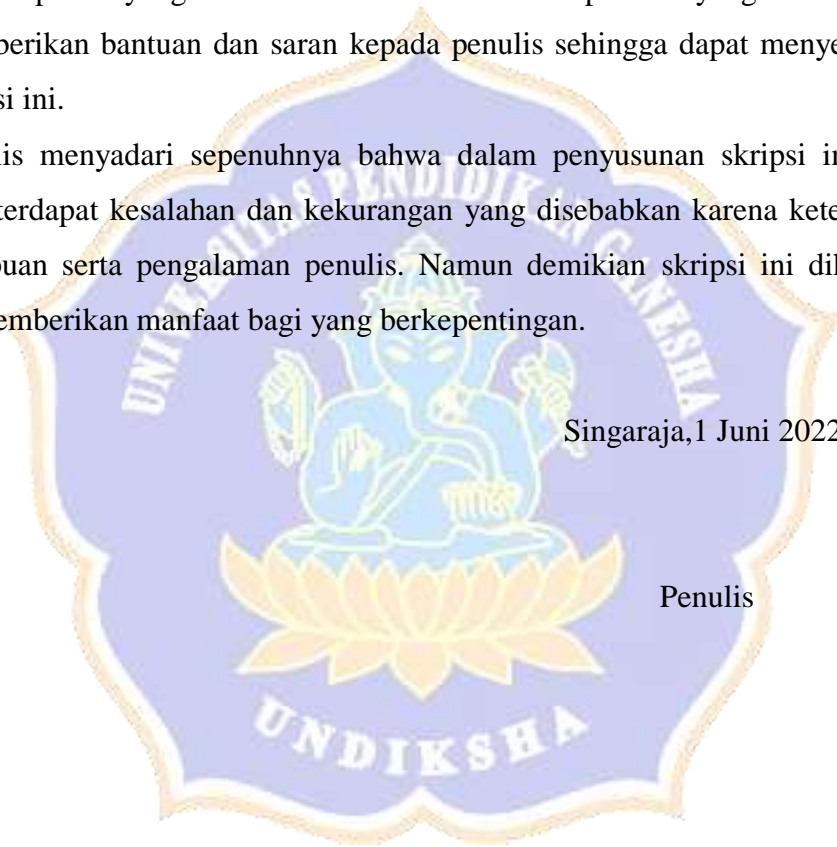 berikan bantuan dan saran kepada penulis sehingga dapat menye
si ini.
lis menyadari sepenuhnya bahwa dalam penyusunan skripsi in
terdapat kesalahan dan kekurangan yang disebabkan karena kete
puan serta pengalaman penulis. Namun demikian skripsi ini dil
emberikan manfaat bagi yang berkepentingan.
UNIVERSITAS PENDIDIKAN GANESHA
Singaraja,1 Juni 2022
Penulis
UNDIKSHA